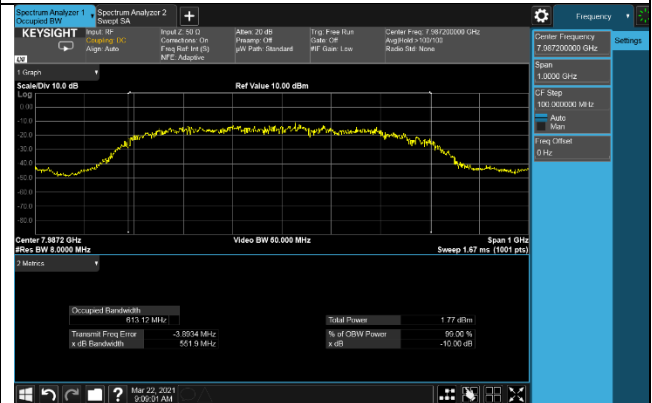 Spectrum Analyzer 1
Occupied BW
Spectrum Analyzer 2
Swept SA
Frequency
KEYSIGHT
Input: RF
Coupling: DC
Align: Auto
Input Z: 50 Ω
Corrections: On
Freq Ref: Int (S)
NFE: Adaptive
Atten: 20 dB
Preamp: Off
µW Path: Standard
Trig: Free Run
Gate: Off
#IF Gain: Low
Center Freq: 7.987200000 GHz
Avg|Hold:>100/100
Radio Std: None
Center Frequency
7.987200000 GHz
Settings
Span
1.0000 GHz
CF Step
100.000000 MHz
Auto
Man
Freq Offset
0 Hz
LXI
1 Graph
Scale/Div 10.0 dB
Ref Value 10.00 dBm
Log
0.00
-10.0
-20.0
-30.0
-40.0
-50.0
-60.0
-70.0
-80.0
Center 7.9872 GHz
#Res BW 8.0000 MHz
Video BW 50.000 MHz
Span 1 GHz
Sweep 1.67 ms (1001 pts)
2 Metrics
Occupied Bandwidth
613.12 MHz
Transmit Freq Error -3.8934 MHz
x dB Bandwidth 551.9 MHz
Total Power 1.77 dBm
% of OBW Power 99.00 %
x dB -10.00 dB
Mar 22, 2021
9:09:01 AM